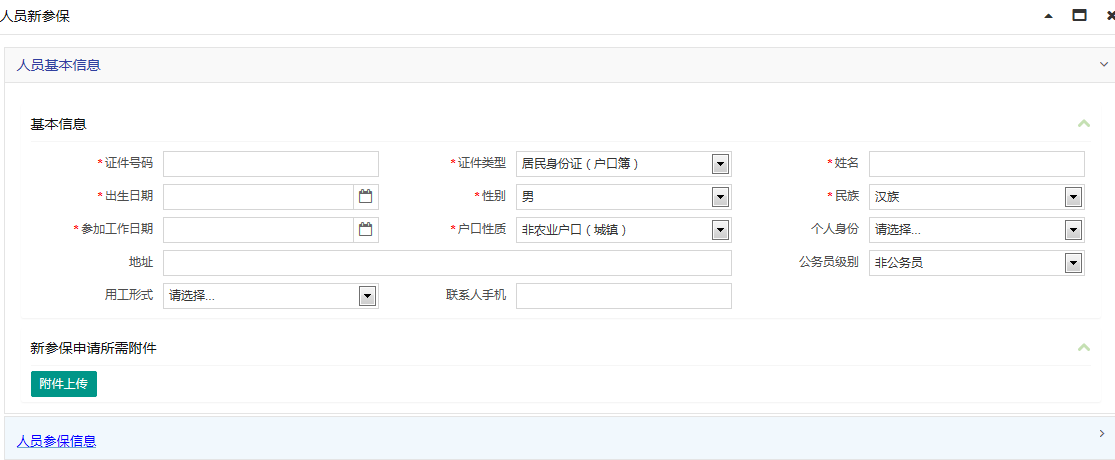 人员新参保
人员基本信息
基本信息
*证件号码 *证件类型 居民身份证（户口簿） *姓名
*出生日期 *性别 男 *民族 汉族
*参加工作日期 *户口性质 非农业户口（城镇） 个人身份 请选择...
地址 公务员级别 非公务员
用工形式 请选择... 联系人手机
新参保申请所需附件
附件上传
人员参保信息